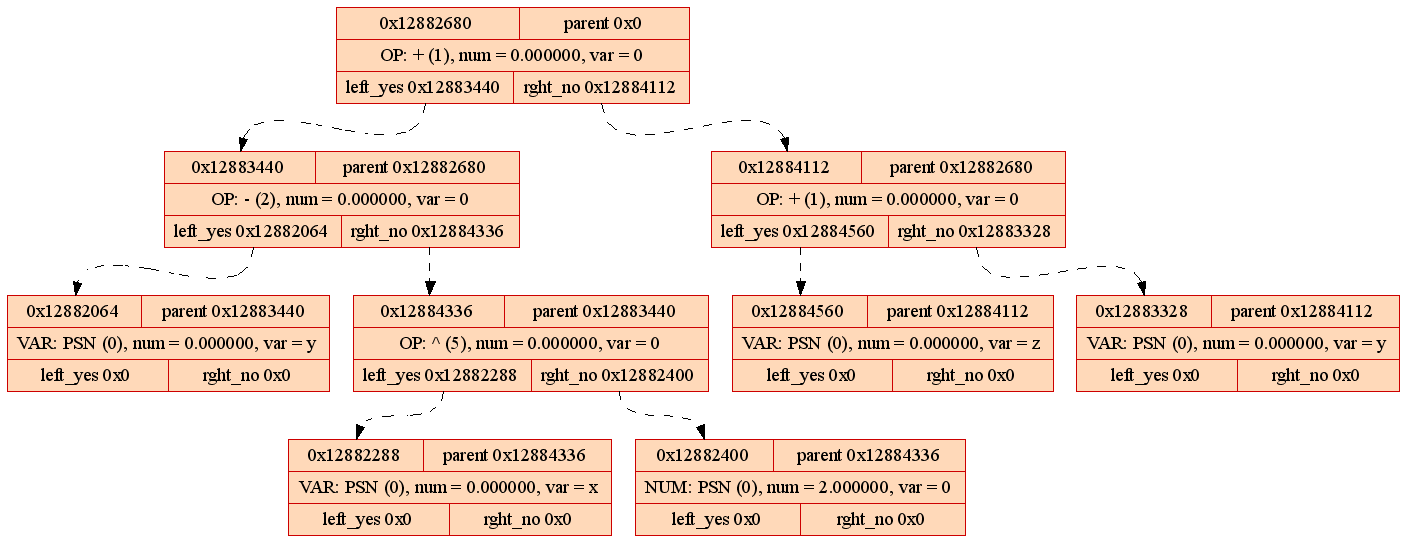 0x12882680 parent 0x0
OP: + (1), num = 0.000000, var = 0
left_yes 0x12883440 rght_no 0x12884112
0x12883440 parent 0x12882680
OP: - (2), num = 0.000000, var = 0
left_yes 0x12882064 rght_no 0x12884336
0x12884112 parent 0x12882680
OP: + (1), num = 0.000000, var = 0
left_yes 0x12884560 rght_no 0x12883328
0x12882064 parent 0x12883440
VAR: PSN (0), num = 0.000000, var = y
left_yes 0x0 rght_no 0x0
0x12884336 parent 0x12883440
OP: ^ (5), num = 0.000000, var = 0
left_yes 0x12882288 rght_no 0x12882400
0x12884560 parent 0x12884112
VAR: PSN (0), num = 0.000000, var = z
left_yes 0x0 rght_no 0x0
0x12883328 parent 0x12884112
VAR: PSN (0), num = 0.000000, var = y
left_yes 0x0 rght_no 0x0
0x12882288 parent 0x12884336
VAR: PSN (0), num = 0.000000, var = x
left_yes 0x0 rght_no 0x0
0x12882400 parent 0x12884336
NUM: PSN (0), num = 2.000000, var = 0
left_yes 0x0 rght_no 0x0